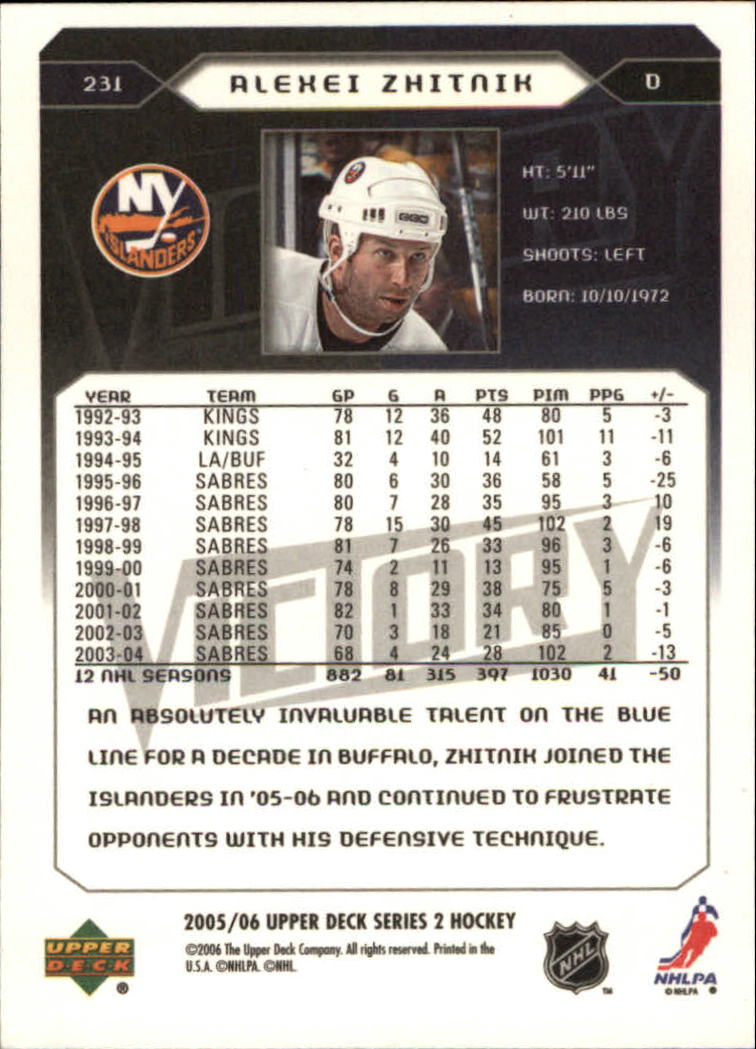 231 ALEXEI ZHITNIK D
NY ISLANDERS
HT: 5'11"
WT: 210 LBS
SHOOTS: LEFT
BORN: 10/10/1972
YEAR TEAM GP G A PTS PIM PPG +/-
1992-93 KINGS 78 12 36 48 80 5 -3
1993-94 KINGS 81 12 40 52 101 11 -11
1994-95 LA/BUF 32 4 10 14 61 3 -6
1995-96 SABRES 80 6 30 36 58 5 -25
1996-97 SABRES 80 7 28 35 95 3 10
1997-98 SABRES 78 15 30 45 102 2 19
1998-99 SABRES 81 7 26 33 96 3 -6
1999-00 SABRES 74 2 11 13 95 1 -6
2000-01 SABRES 78 8 29 38 75 5 -3
2001-02 SABRES 82 1 33 34 80 1 -1
2002-03 SABRES 70 3 18 21 85 0 -5
2003-04 SABRES 68 4 24 28 102 2 -13
12 NHL SEASONS 882 81 315 397 1030 41 -50
VICTORY
AN ABSOLUTELY INVALUABLE TALENT ON THE BLUE
LINE FOR A DECADE IN BUFFALO, ZHITNIK JOINED THE
ISLANDERS IN '05-06 AND CONTINUED TO FRUSTRATE
OPPONENTS WITH HIS DEFENSIVE TECHNIQUE.
2005/06 UPPER DECK SERIES 2 HOCKEY
©2006 The Upper Deck Company. All rights reserved. Printed in the
U.S.A. ©NHLPA. ©NHL.
UPPER
DECK
®
NHL
™
NHLPA
©NHLPA ®